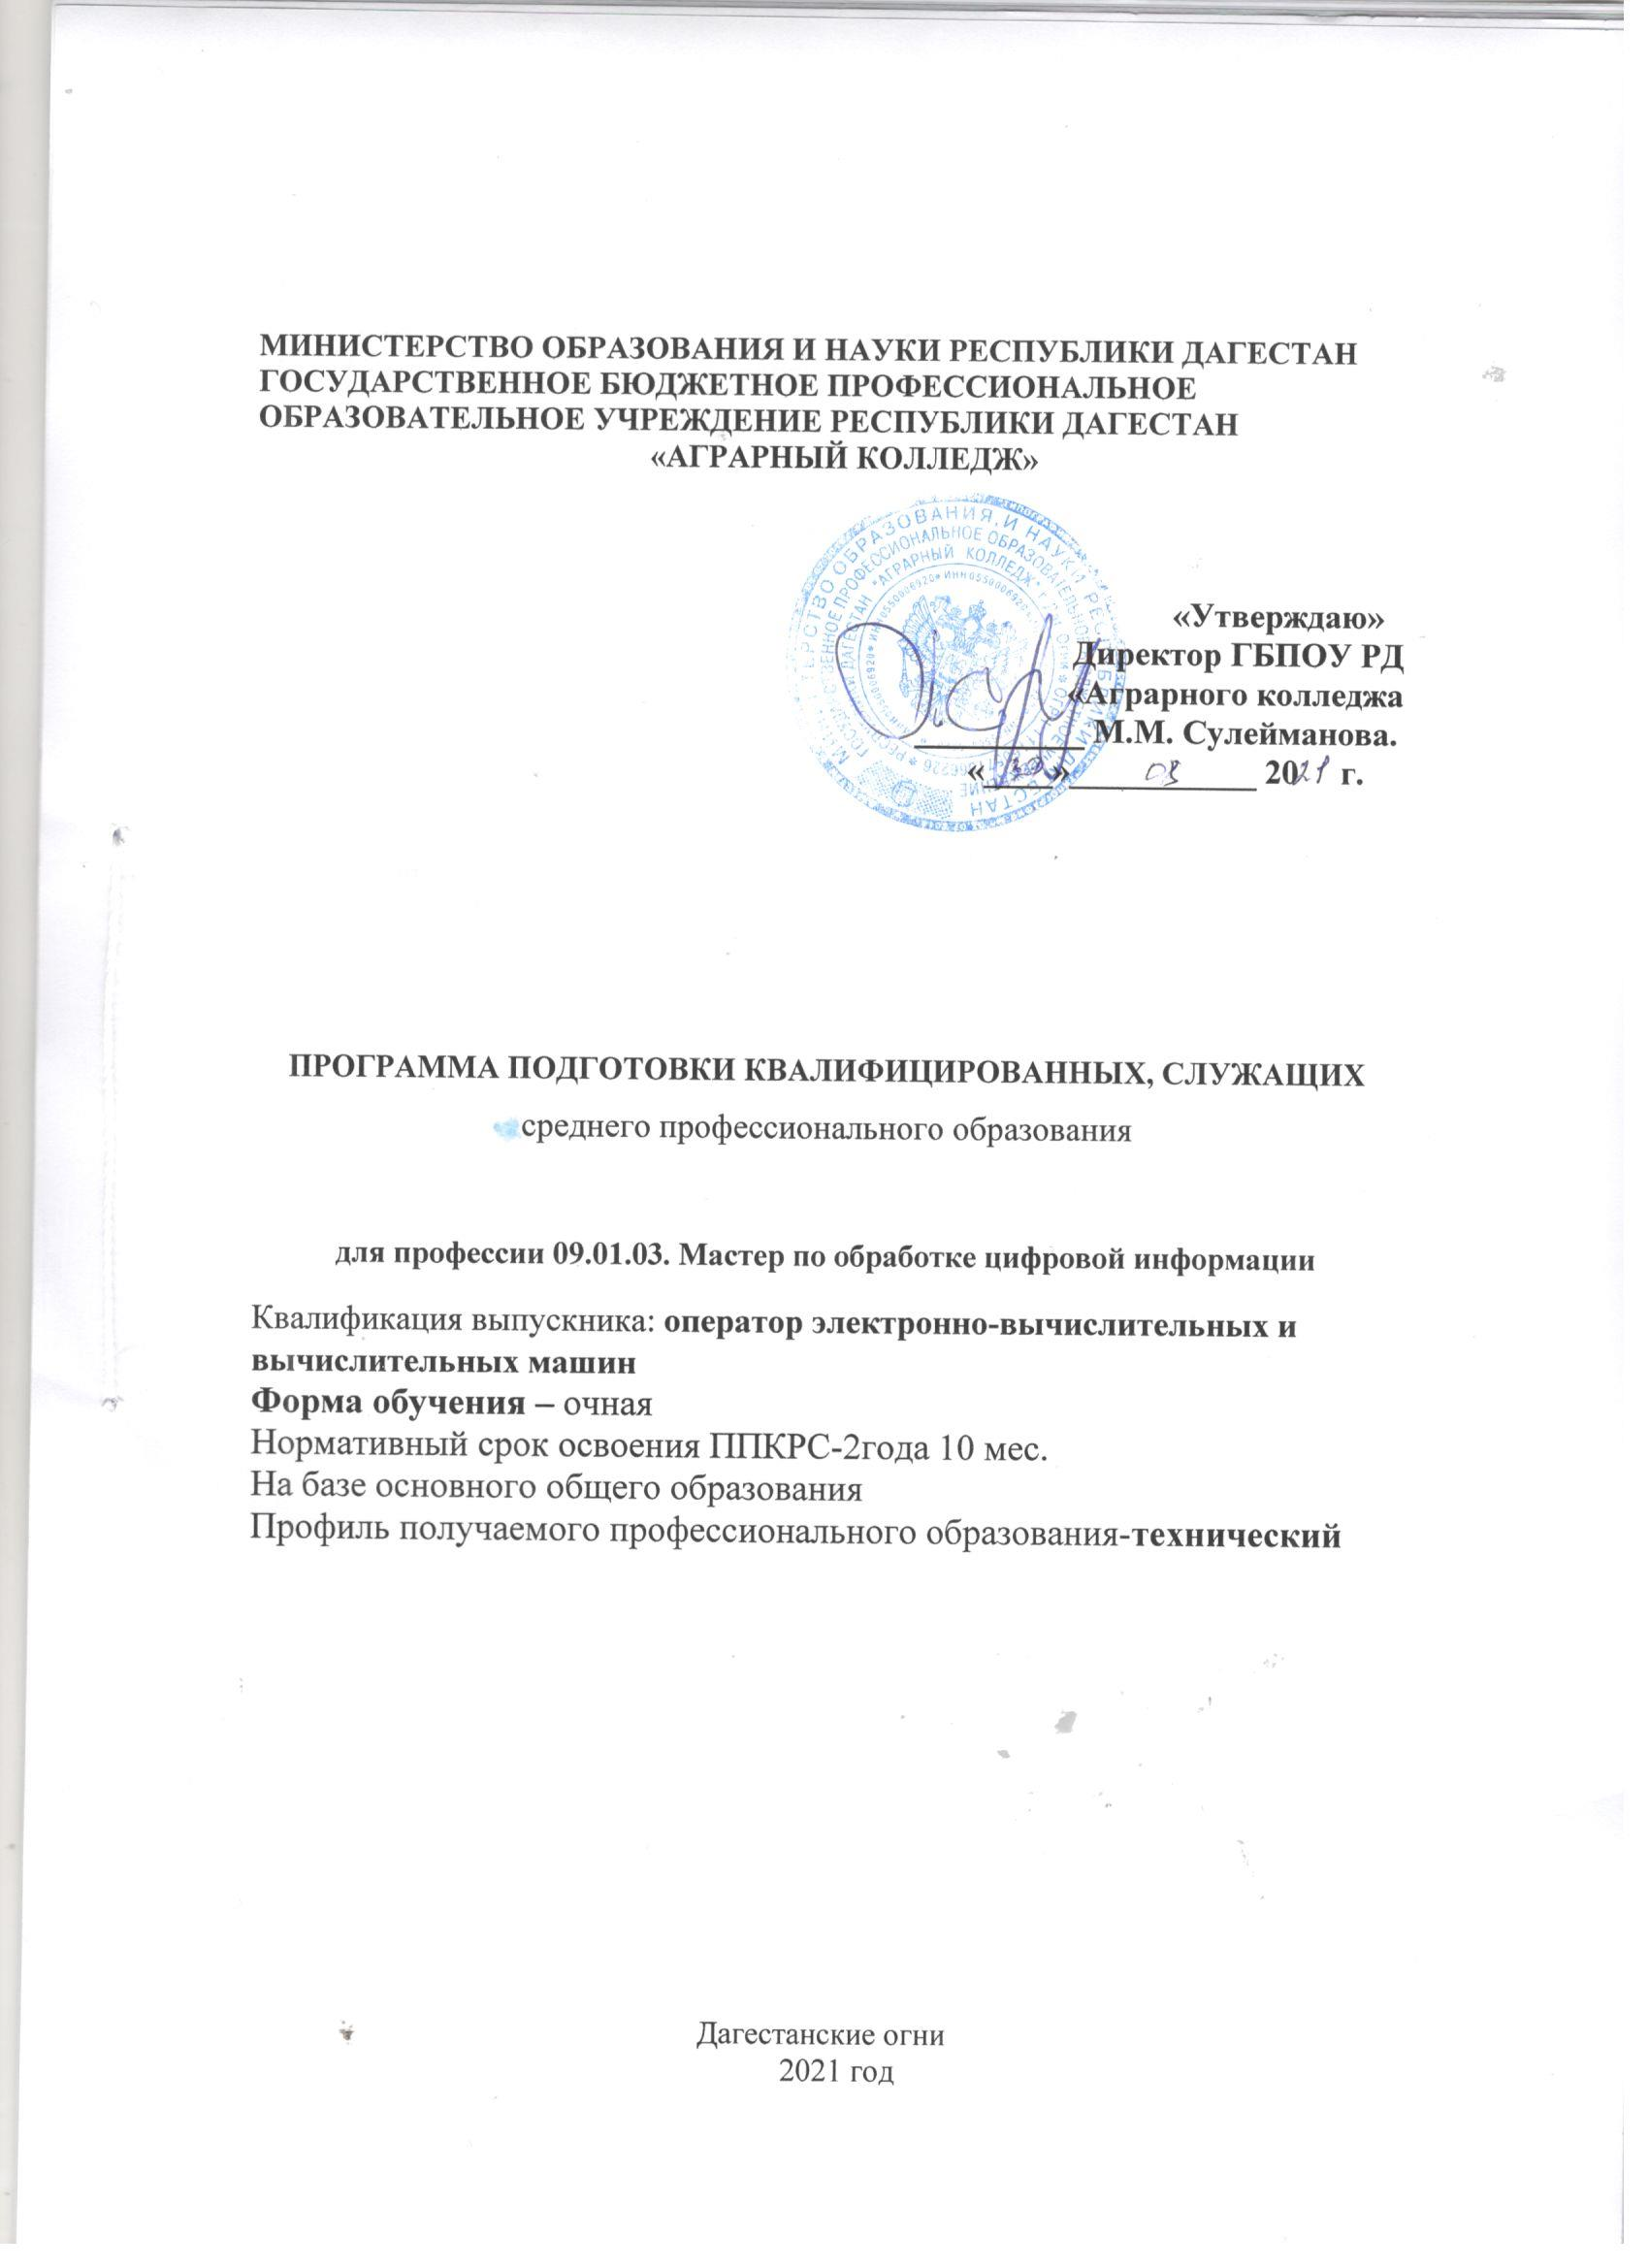 МИНИСТЕРСТВО ОБРАЗОВАНИЯ И НАУКИ РЕСПУБЛИКИ ДАГЕСТАН
ГОСУДАРСТВЕННОЕ БЮДЖЕТНОЕ ПРОФЕССИОНАЛЬНОЕ
ОБРАЗОВАТЕЛЬНОЕ УЧРЕЖДЕНИЕ РЕСПУБЛИКИ ДАГЕСТАН
«АГРАРНЫЙ КОЛЛЕДЖ»
«Утверждаю»
Директор ГБПОУ РД
«Аграрного колледжа
М.М. Сулейманова.
«30» 03 2021 г.
ПРОГРАММА ПОДГОТОВКИ КВАЛИФИЦИРОВАННЫХ, СЛУЖАЩИХ
среднего профессионального образования
для профессии 09.01.03. Мастер по обработке цифровой информации
Квалификация выпускника: оператор электронно-вычислительных и
вычислительных машин
Форма обучения – очная
Нормативный срок освоения ППКРС-2года 10 мес.
На базе основного общего образования
Профиль получаемого профессионального образования-технический
Дагестанские огни
2021 год